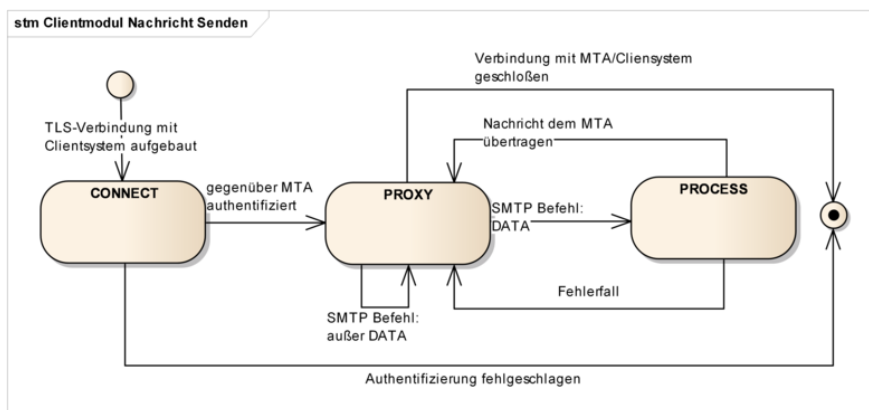 stm Clientmodul Nachricht Senden
Verbindung mit MTA/Cliensystem
geschloßen
TLS-Verbindung mit
Clientsystem aufgebaut
Nachricht dem MTA
übertragen
CONNECT
gegenüber MTA
authentifiziert
PROXY
SMTP Befehl:
DATA
PROCESS
SMTP Befehl:
außer DATA
Fehlerfall
Authentifizierung fehlgeschlagen